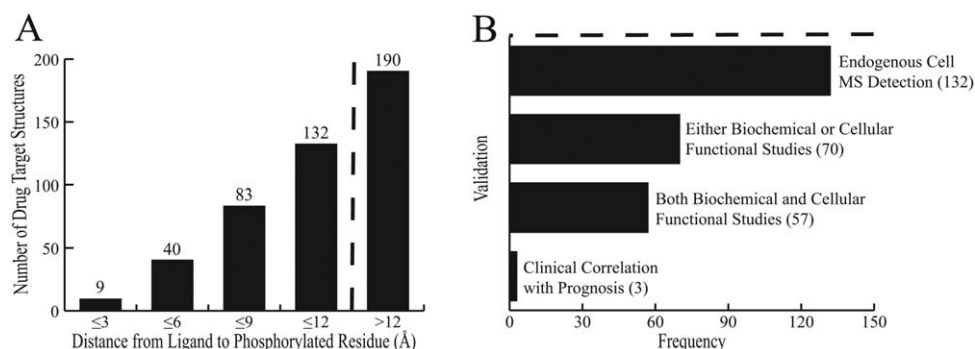 A
Number of Drug Target Structures
200
150
100
50
0
9
40
83
132
190
≤3
≤6
≤9
≤12
>12
Distance from Ligand to Phosphorylated Residue (Å)
B
Validation
Endogenous Cell
MS Detection (132)
Either Biochemical or Cellular
Functional Studies (70)
Both Biochemical and Cellular
Functional Studies (57)
Clinical Correlation
with Prognosis (3)
0
30
60
90
120
150
Frequency